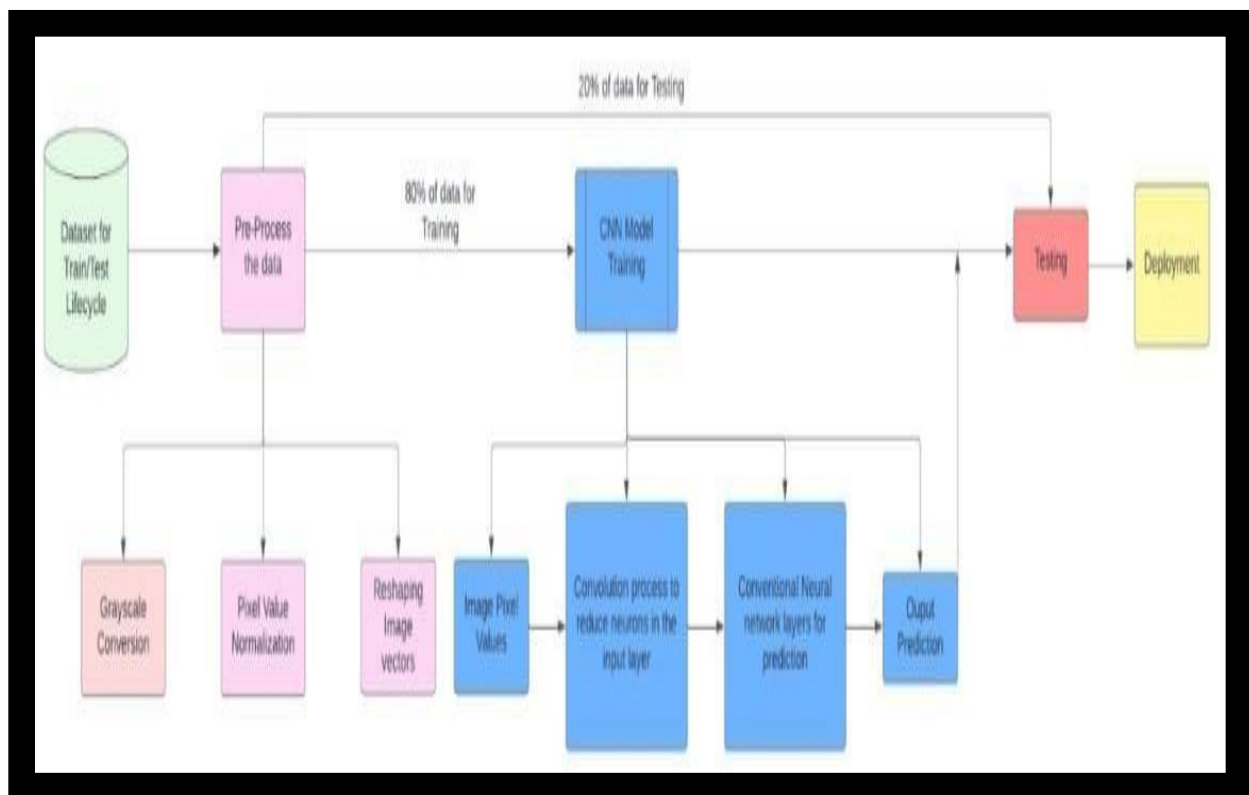 20% of data for Testing
Dataset for
Train/Test
Lifecycle
Pre-Process
the data
80% of data for
Training
CNN Model
Training
Testing
Deployment
Grayscale
Conversion
Pixel Value
Normalization
Reshaping
Image
vectors
Image Pixel
Values
Convolution process to
reduce neurons in the
input layer
Conventional Neural
network layers for
prediction
Ouput
Prediction